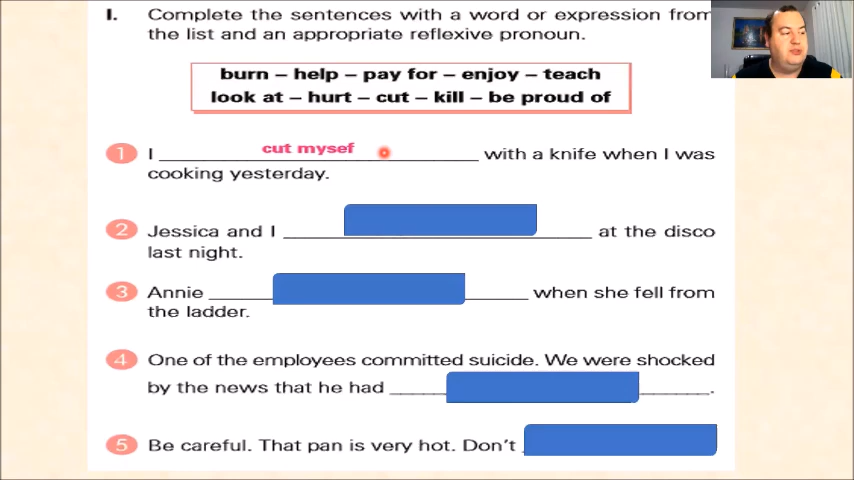 I. Complete the sentences with a word or expression from
the list and an appropriate reflexive pronoun.
burn – help – pay for – enjoy – teach
look at – hurt – cut – kill – be proud of
1 I cut mysef with a knife when I was
cooking yesterday.
2 Jessica and I at the disco
last night.
3 Annie when she fell from
the ladder.
4 One of the employees committed suicide. We were shocked
by the news that he had .
5 Be careful. That pan is very hot. Don't